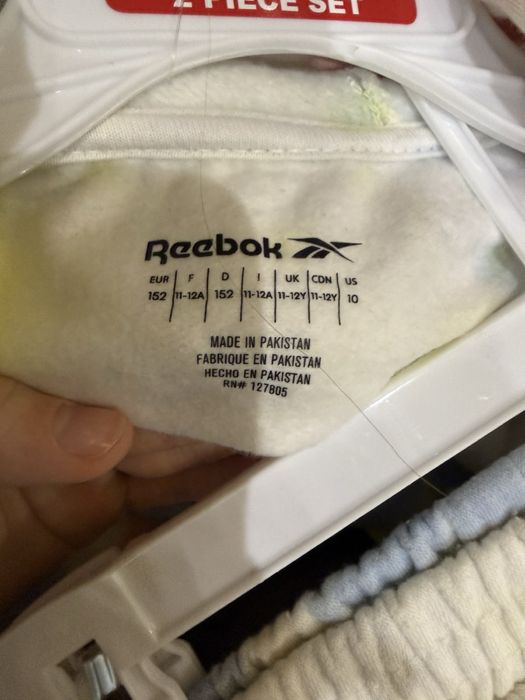 2 PIECE SET
Reebok
EUR F D I UK CDN US
152 11-12A 152 11-12A 11-12Y 11-12Y 10
MADE IN PAKISTAN
FABRIQUE EN PAKISTAN
HECHO EN PAKISTAN
RN# 127805